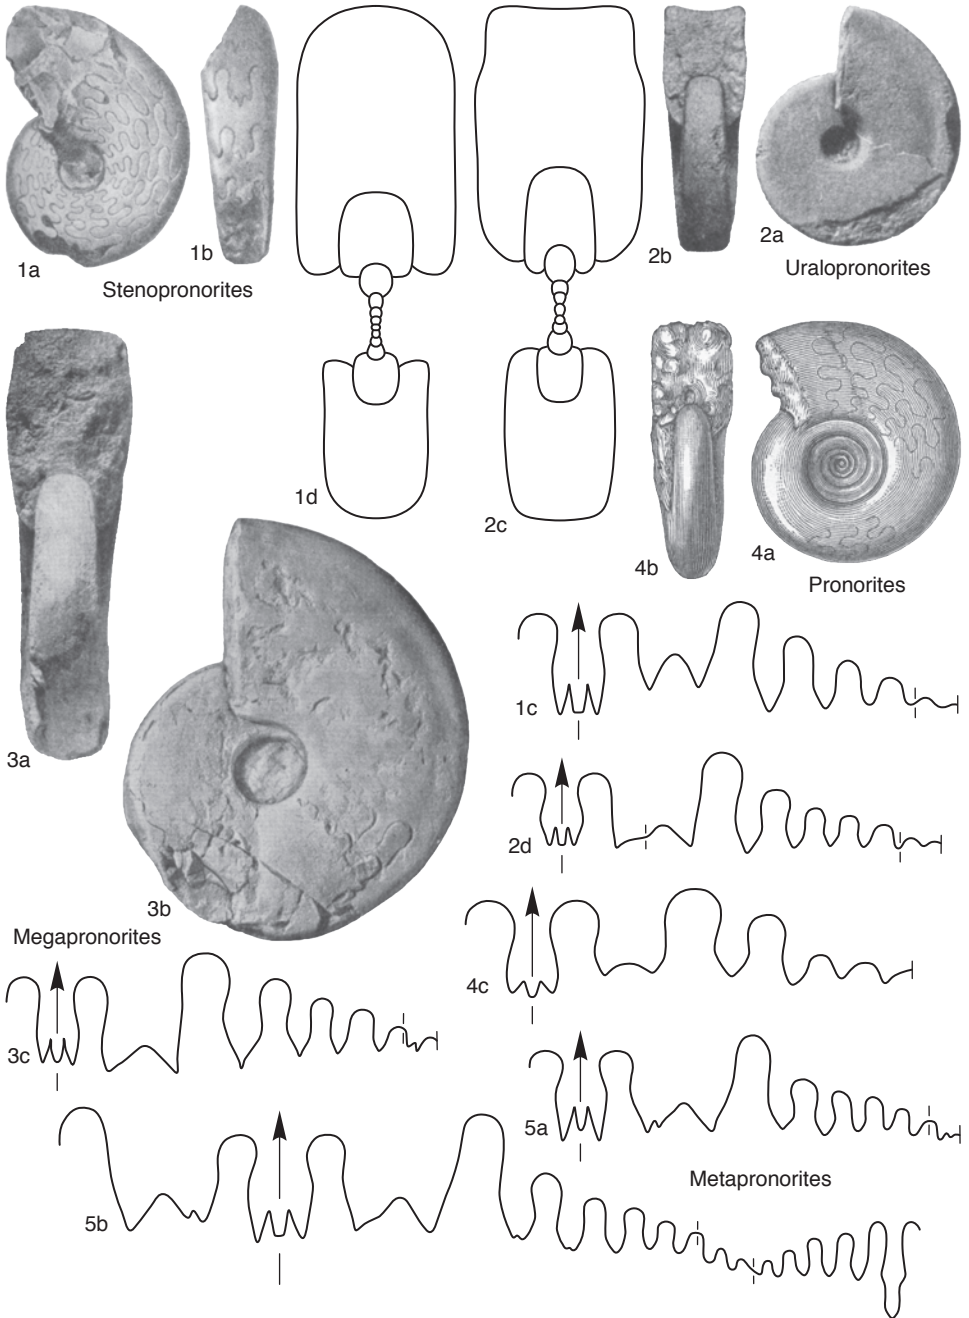 1a
1b
Stenopronorites
1d
2c
2b
2a
Uralopronorites
3a
3b
Megapronorites
4b
4a
Pronorites
1c
2d
4c
3c
5a
5b
Metapronorites